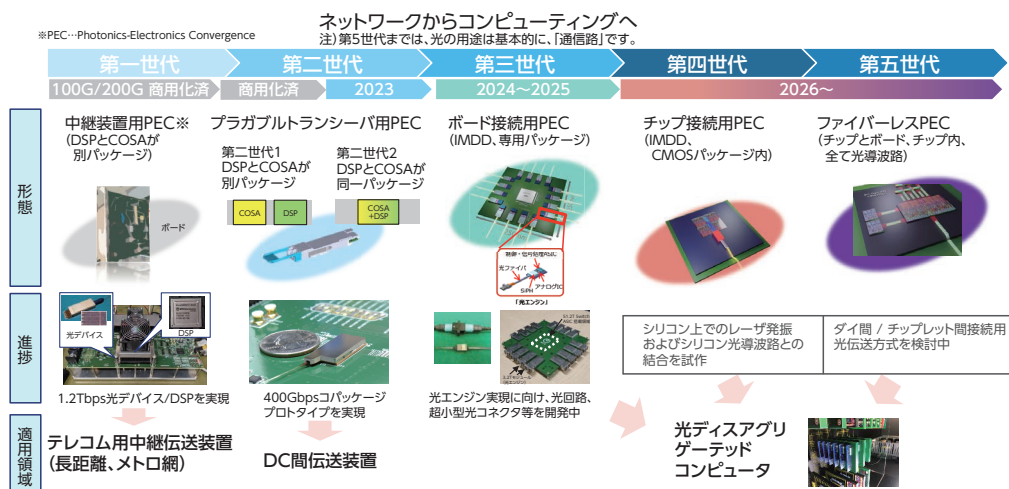 ネットワークからコンピューティングへ
※PEC…Photonics-Electronics Convergence
注）第5世代までは、光の用途は基本的に、「通信路」です。
第一世代
第二世代
第三世代
第四世代
第五世代
100G/200G 商用化済
商用化済
2023
2024～2025
2026～
形態
中継装置用PEC※
(DSPとCOSAが
別パッケージ)
ボード
プラガブルトランシーバ用PEC
第二世代1
DSPとCOSAが
別パッケージ
第二世代2
DSPとCOSAが
同一パッケージ
COSA
DSP
COSA
+DSP
ボード接続用PEC
(IMDD、専用パッケージ)
光ファイバ
アナログIC
SiPH
「光エンジン」
チップ接続用PEC
(IMDD、
CMOSパッケージ内)
ファイバーレスPEC
(チップとボード、チップ内、
全て光導波路)
進捗
光デバイス
DSP
1.2Tbps光デバイス/DSPを実現
400Gbpsコパッケージ
プロトタイプを実現
光エンジン実現に向け、光回路、
超小型光コネクタ等を開発中
シリコン上でのレーザ発振
およびシリコン光導波路との
結合を試作
ダイ間 / チップレット間接続用
光伝送方式を検討中
適用領域
テレコム用中継伝送装置
(長距離、メトロ網)
DC間伝送装置
光ディスアグリ
ゲーテッド
コンピュータ